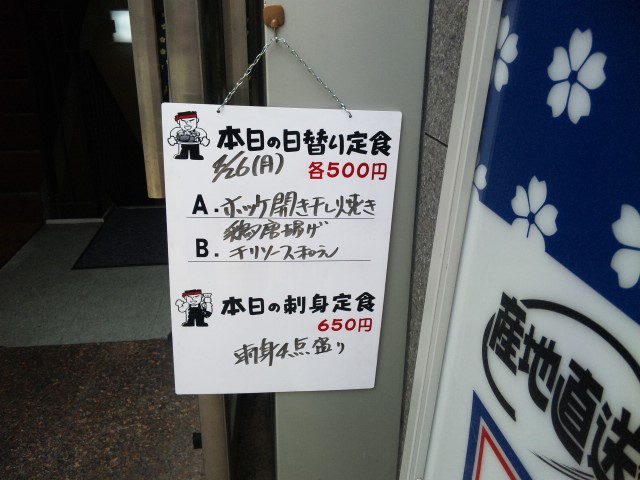 本日の日替り定食
4/26(月)
各500円
A.ホッケ開き干し焼き
鶏唐揚げ
B.チリソース和え
本日の刺身定食
650円
刺身4点盛り
産地直送